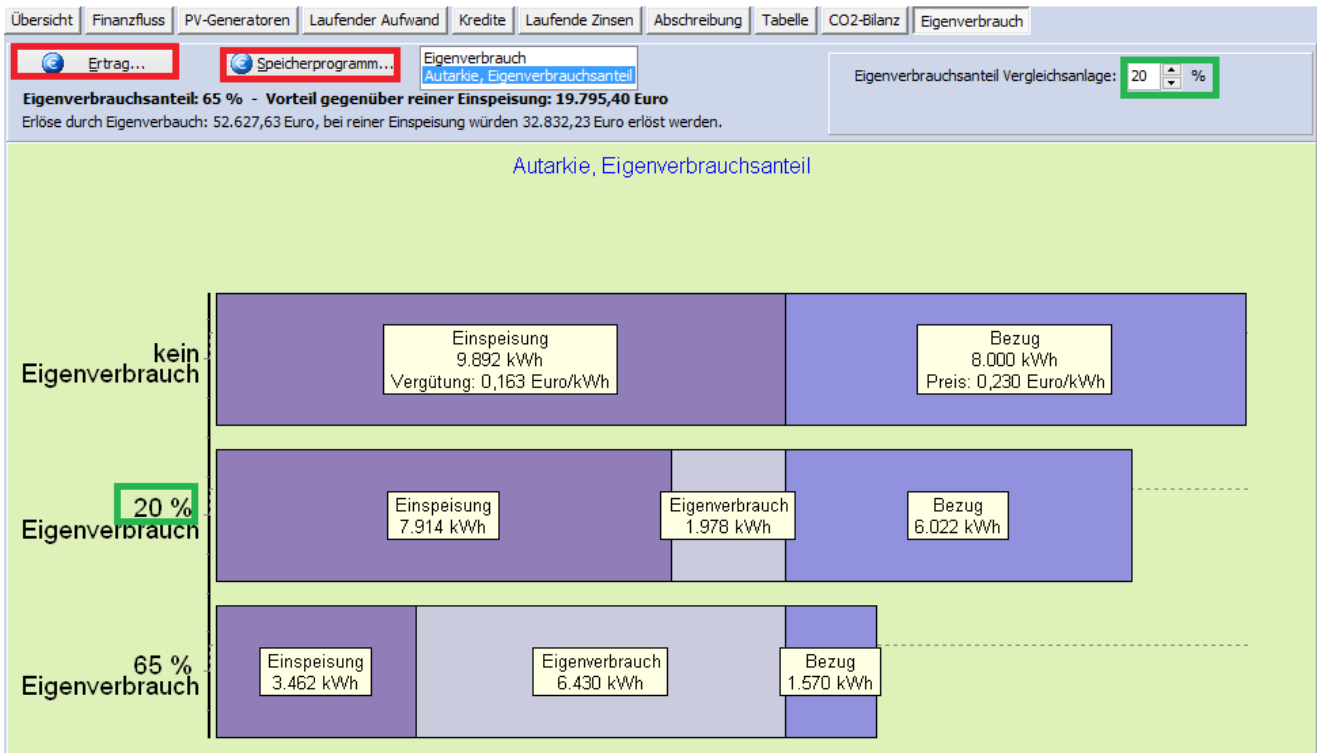 Übersicht
Finanzfluss
PV-Generatoren
Laufender Aufwand
Kredite
Laufende Zinsen
Abschreibung
Tabelle
CO2-Bilanz
Eigenverbrauch
Ertrag...
Speicherprogramm...
Eigenverbrauch
Autarkie, Eigenverbrauchsanteil
Eigenverbrauchsanteil Vergleichsanlage: 20 %
Eigenverbrauchsanteil: 65 % - Vorteil gegenüber reiner Einspeisung: 19.795,40 Euro
Erlöse durch Eigenverbauch: 52.627,63 Euro, bei reiner Einspeisung würden 32.832,23 Euro erlöst werden.
Autarkie, Eigenverbrauchsanteil
kein
Eigenverbrauch
Einspeisung
9.892 kWh
Vergütung: 0,163 Euro/kWh
Bezug
8.000 kWh
Preis: 0,230 Euro/kWh
20 %
Eigenverbrauch
Einspeisung
7.914 kWh
Eigenverbrauch
1.978 kWh
Bezug
6.022 kWh
65 %
Eigenverbrauch
Einspeisung
3.462 kWh
Eigenverbrauch
6.430 kWh
Bezug
1.570 kWh